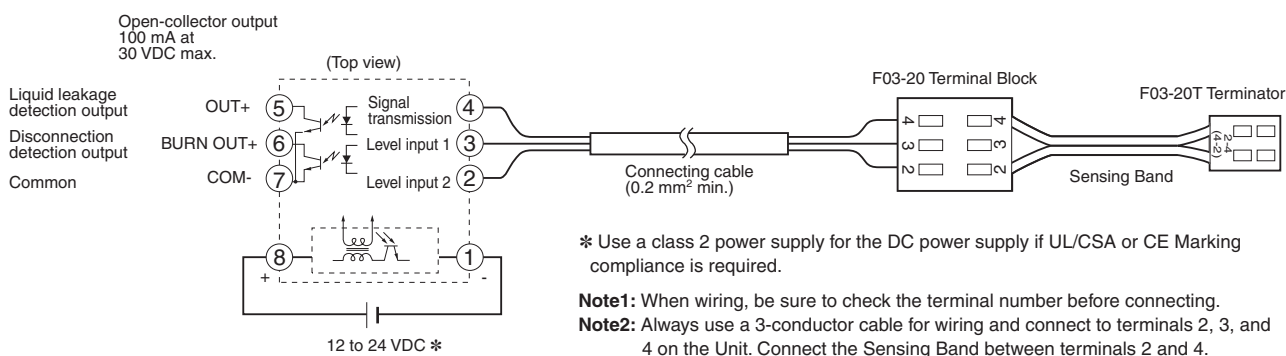 Open-collector output
100 mA at
30 VDC max.
(Top view)
Liquid leakage
detection output
Disconnection
detection output
Common
OUT+
BURN OUT+
COM-
5
6
7
Signal
transmission
Level input 1
Level input 2
4
3
2
8
+
1
-
12 to 24 VDC ✻
Connecting cable
(0.2 mm² min.)
F03-20 Terminal Block
4 4
3 3
2 2
Sensing Band
F03-20T Terminator
2-4
(4-2)
✻ Use a class 2 power supply for the DC power supply if UL/CSA or CE Marking
compliance is required.
Note1: When wiring, be sure to check the terminal number before connecting.
Note2: Always use a 3-conductor cable for wiring and connect to terminals 2, 3, and
4 on the Unit. Connect the Sensing Band between terminals 2 and 4.